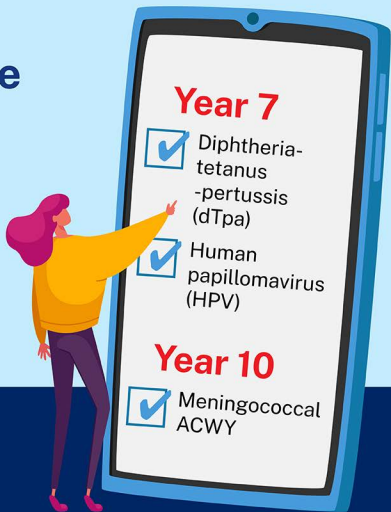 e
Year 7
Diphtheria-
tetanus
-pertussis
(dTpa)
Human
papillomavirus
(HPV)
Year 10
Meningococcal
ACWY